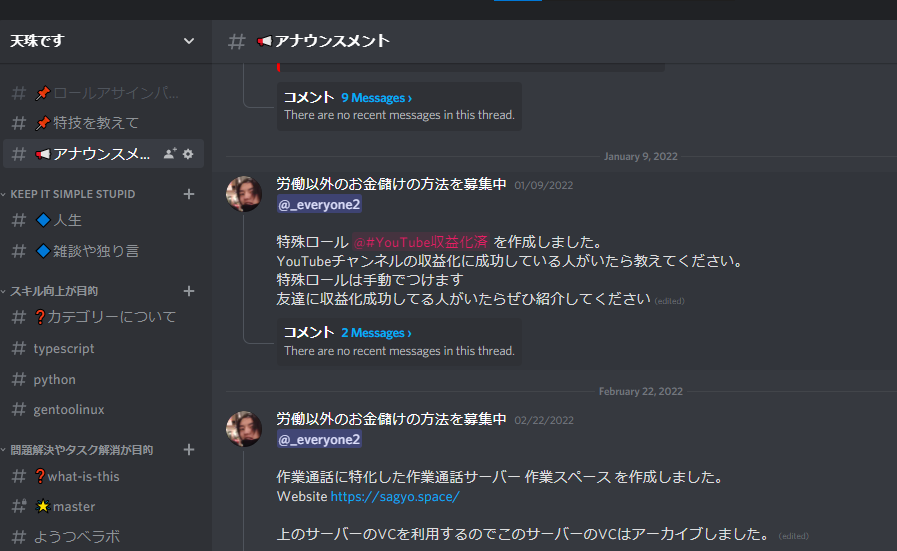 天珠です
ロールアサインパ...
特技を教えて
アナウンスメ...
KEEP IT SIMPLE STUPID
人生
雑談や独り言
スキル向上が目的
カテゴリーについて
typescript
python
gentoolinux
問題解決やタスク解消が目的
what-is-this
master
ようつべラボ
アナウンスメント
コメント 9 Messages ›
There are no recent messages in this thread.
January 9, 2022
労働以外のお金儲けの方法を募集中 01/09/2022
@_everyone2
特殊ロール @#YouTube収益化済 を作成しました。
YouTubeチャンネルの収益化に成功している人がいたら教えてください。
特殊ロールは手動でつけます
友達に収益化成功してる人がいたらぜひ紹介してください (edited)
コメント 2 Messages ›
There are no recent messages in this thread.
February 22, 2022
労働以外のお金儲けの方法を募集中 02/22/2022
@_everyone2
作業通話に特化した作業通話サーバー 作業スペース を作成しました。
Website https://sagyo.space/
上のサーバーのVCを利用するのでこのサーバーのVCはアーカイブしました。 (edited)